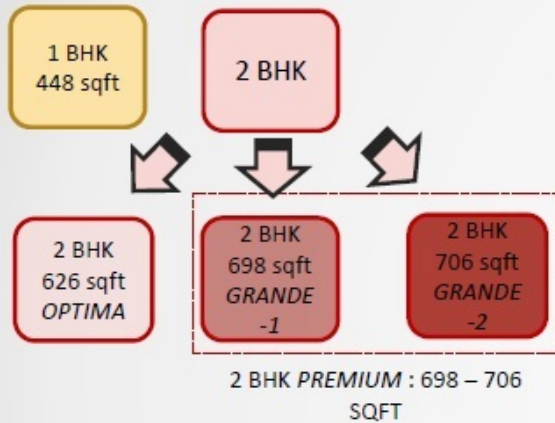 1 BHK
448 sqft
2 BHK
2 BHK
626 sqft
OPTIMA
2 BHK
698 sqft
GRANDE
-1
2 BHK
706 sqft
GRANDE
-2
2 BHK PREMIUM : 698 – 706
SQFT